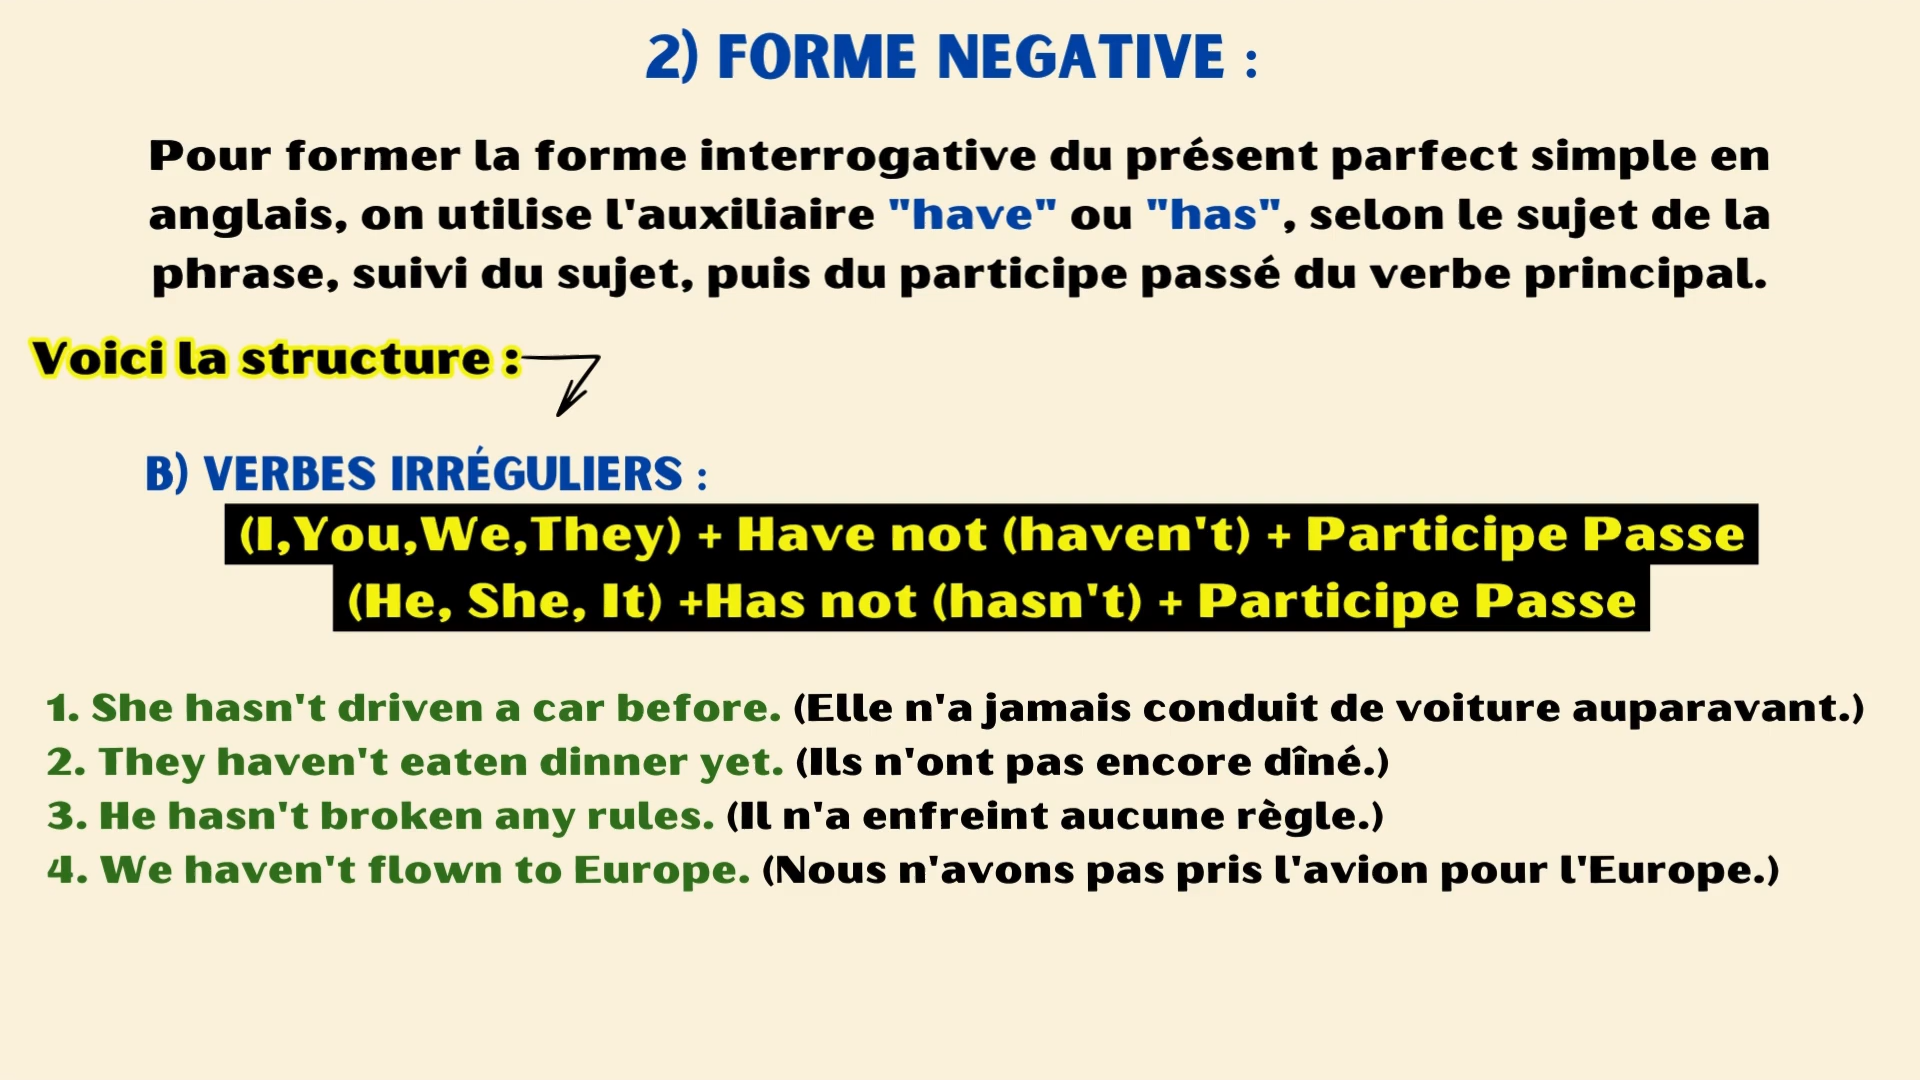 2) FORME NEGATIVE :
Pour former la forme interrogative du présent parfect simple en
anglais, on utilise l'auxiliaire "have" ou "has", selon le sujet de la
phrase, suivi du sujet, puis du participe passé du verbe principal.
Voici la structure :
B) VERBES IRRÉGULIERS :
(I,You,We,They) + Have not (haven't) + Participe Passe
(He, She, It) +Has not (hasn't) + Participe Passe
1. She hasn't driven a car before. (Elle n'a jamais conduit de voiture auparavant.)
2. They haven't eaten dinner yet. (Ils n'ont pas encore dîné.)
3. He hasn't broken any rules. (Il n'a enfreint aucune règle.)
4. We haven't flown to Europe. (Nous n'avons pas pris l'avion pour l'Europe.)